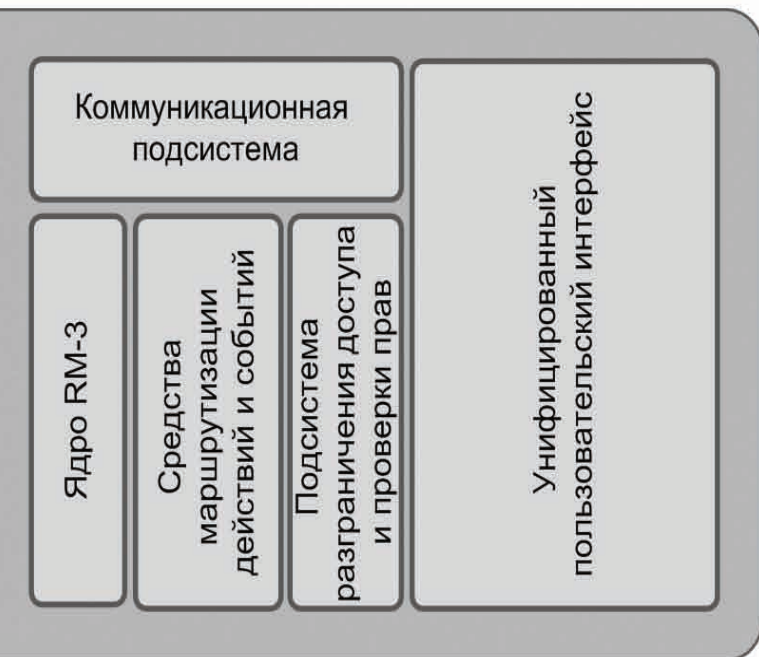 Коммуникационная
подсистема
Ядро RM-3
Средства
маршрутизации
действий и событий
Подсистема
разграничения доступа
и проверки прав
Унифицированный
пользовательский интерфейс